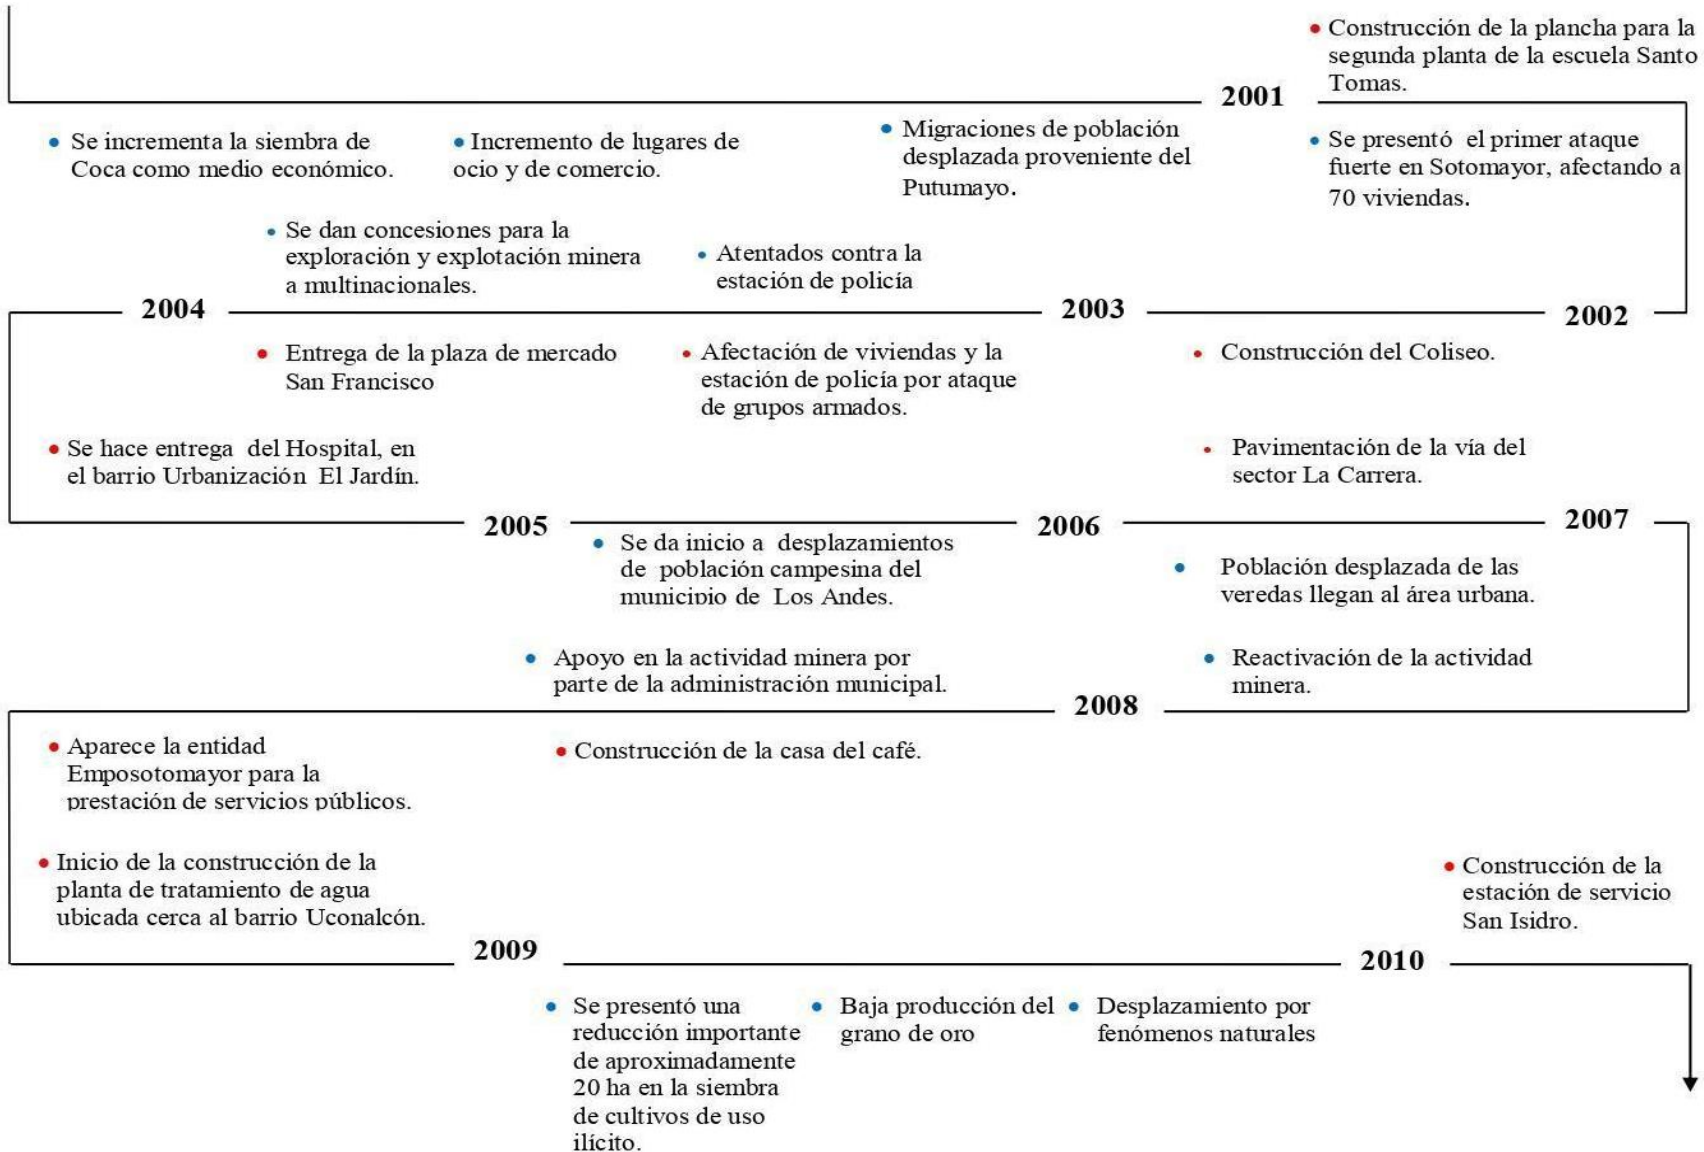 Construcción de la plancha para la
segunda planta de la escuela Santo
Tomas.
2001
Se incrementa la siembra de
Coca como medio económico.
Incremento de lugares de
ocio y de comercio.
Migraciones de población
desplazada proveniente del
Putumayo.
Se presentó el primer ataque
fuerte en Sotomayor, afectando a
70 viviendas.
Se dan concesiones para la
exploración y explotación minera
a multinacionales.
Atentados contra la
estación de policía
2004
2003
2002
Entrega de la plaza de mercado
San Francisco
Afectación de viviendas y la
estación de policía por ataque
de grupos armados.
Construcción del Coliseo.
Se hace entrega del Hospital, en
el barrio Urbanización El Jardín.
Pavimentación de la vía del
sector La Carrera.
2005
2006
2007
Se da inicio a desplazamientos
de población campesina del
municipio de Los Andes.
Población desplazada de las
veredas llegan al área urbana.
Apoyo en la actividad minera por
parte de la administración municipal.
Reactivación de la actividad
minera.
2008
Aparece la entidad
Emposotomayor para la
prestación de servicios públicos.
Construcción de la casa del café.
Inicio de la construcción de la
planta de tratamiento de agua
ubicada cerca al barrio Uconalcón.
Construcción de la
estación de servicio
San Isidro.
2009
2010
Se presentó una
reducción importante
de aproximadamente
20 ha en la siembra
de cultivos de uso
ilícito.
Baja producción del
grano de oro
Desplazamiento por
fenómenos naturales